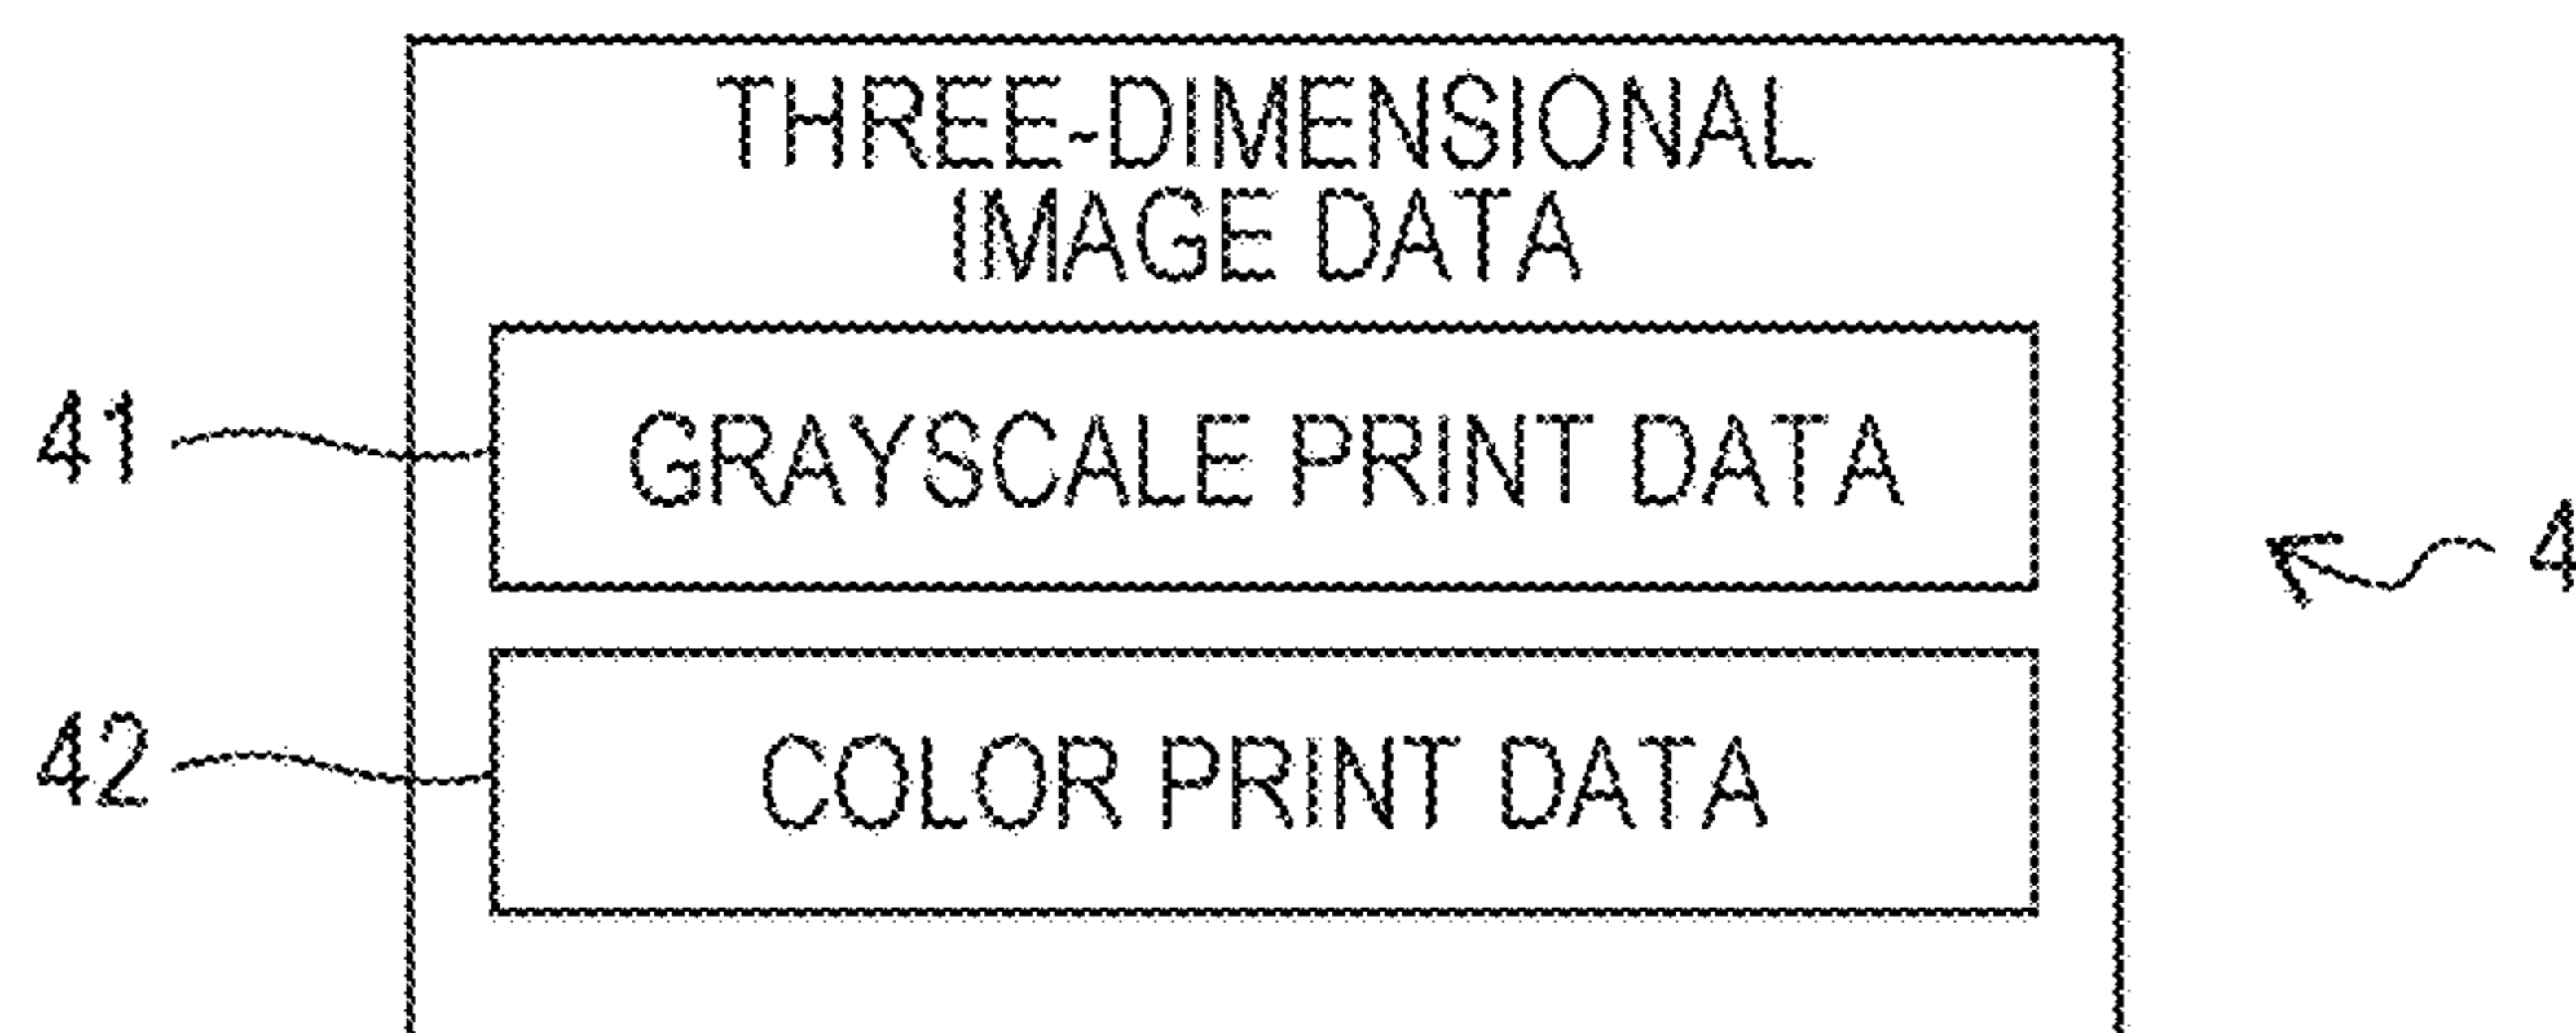 THREE-DIMENSIONAL
IMAGE DATA
41
GRAYSCALE PRINT DATA
4
42
COLOR PRINT DATA